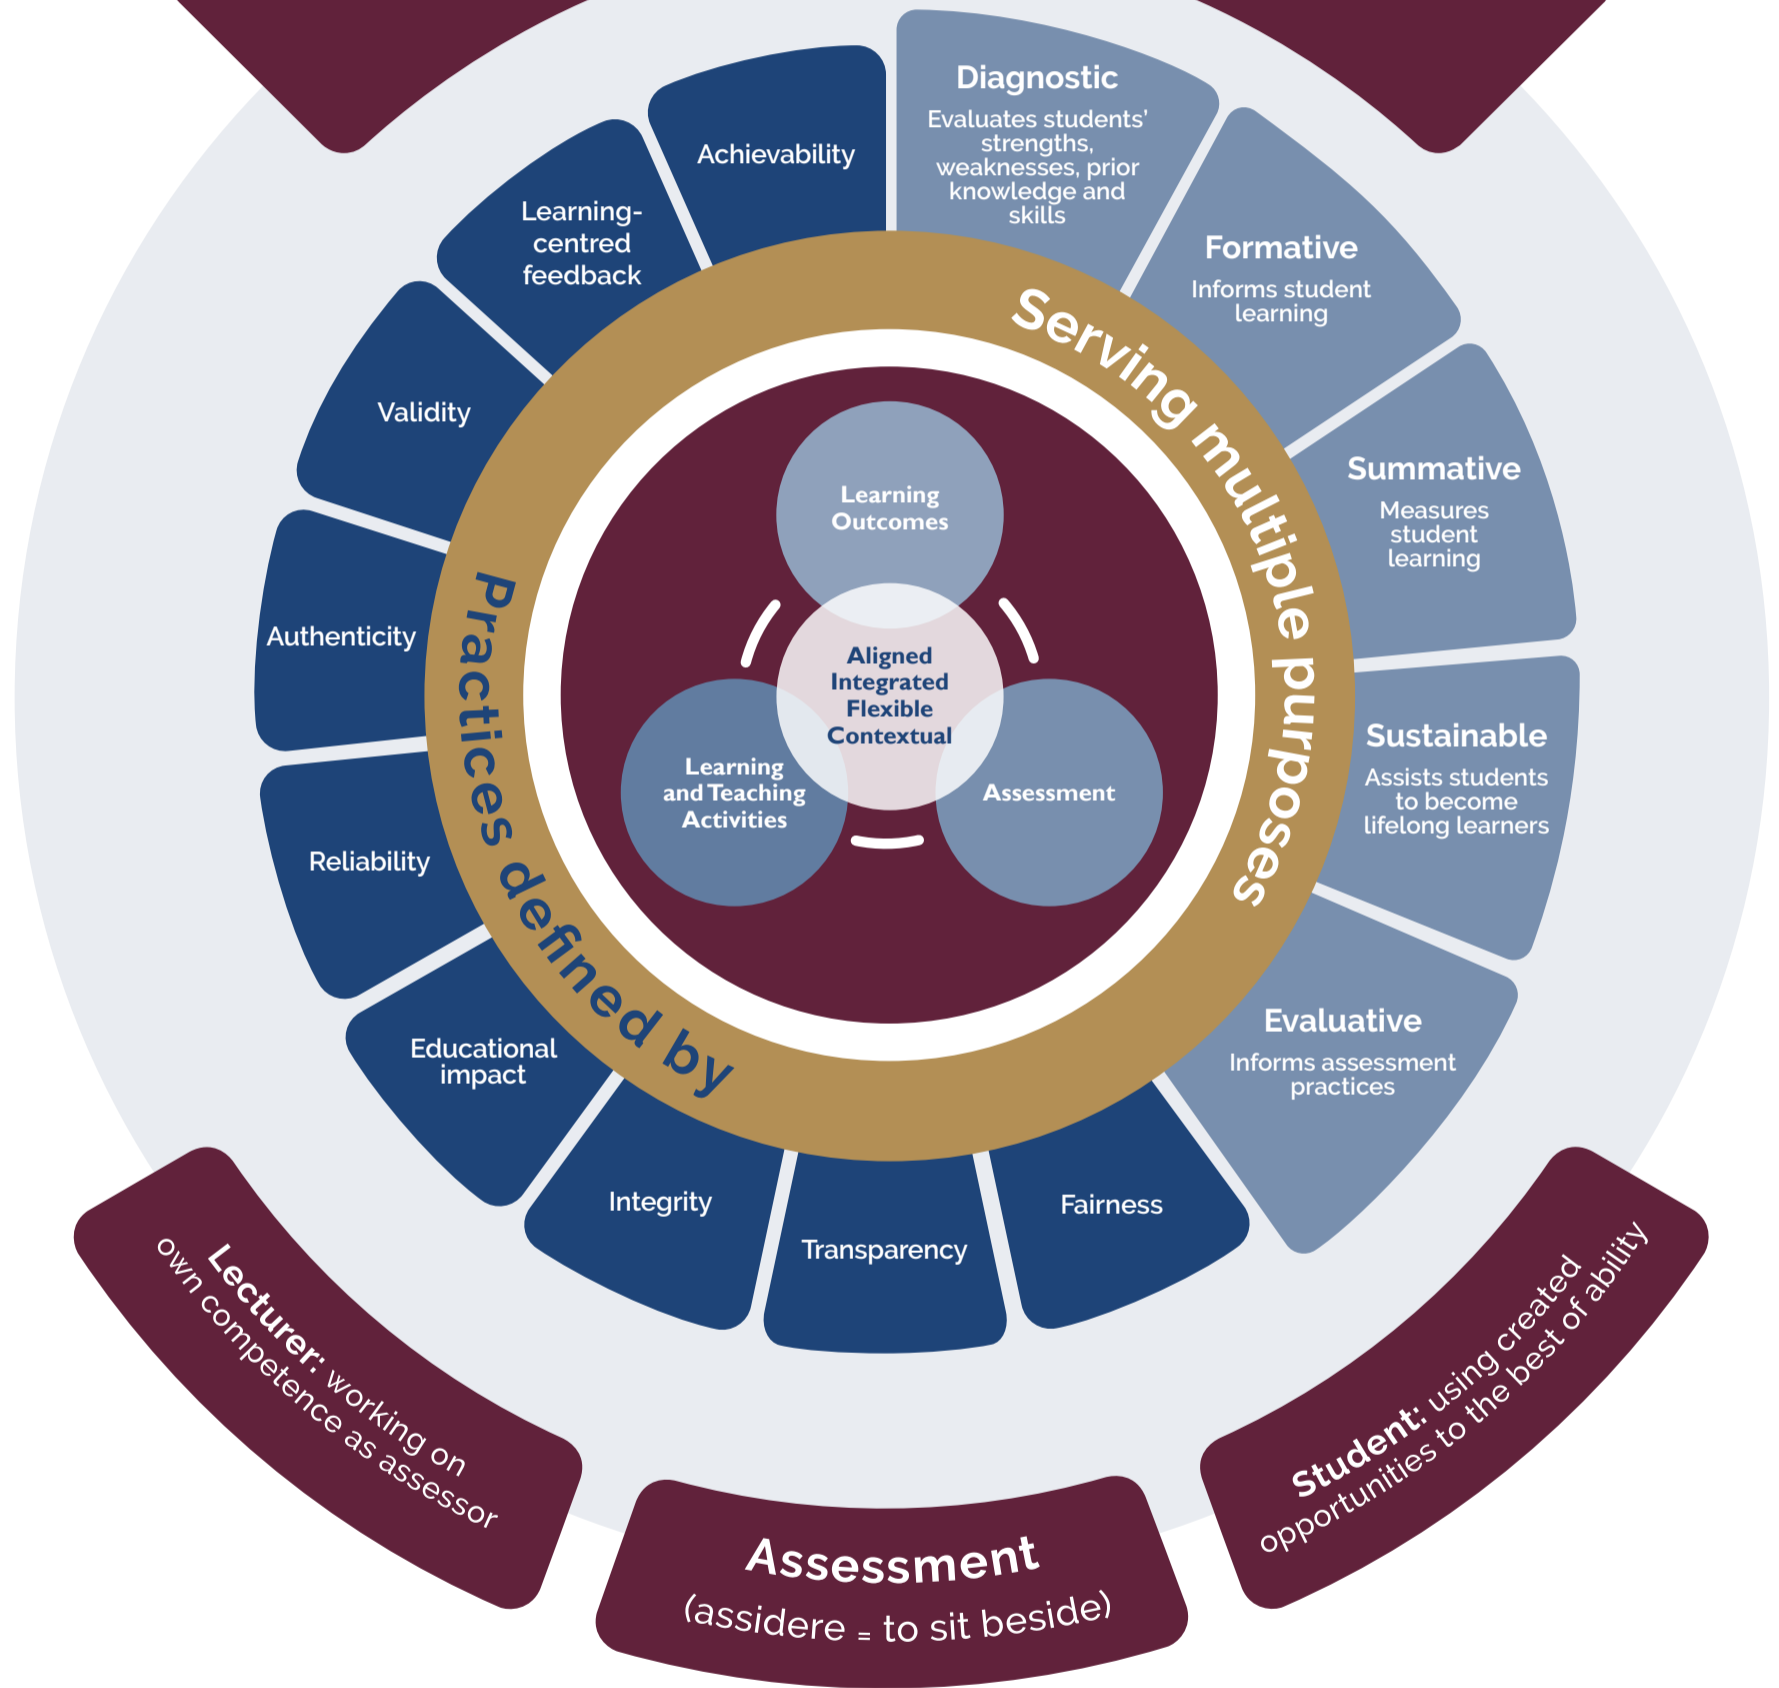 Achievability
Learning-
centred
feedback
Validity
Authenticity
Reliability
Educational
impact
Integrity
Transparency
Fairness
Practices defined by
Diagnostic
Evaluates students’
strengths,
weaknesses, prior
knowledge and
skills
Formative
Informs student
learning
Summative
Measures
student
learning
Sustainable
Assists students
to become
lifelong learners
Evaluative
Informs assessment
practices
Serving multiple purposes
Learning
Outcomes
Aligned
Integrated
Flexible
Contextual
Learning
and Teaching
Activities
Assessment
Lecturer: working on
own competence as assessor
Assessment
(assidere = to sit beside)
Student: using created
opportunities to the best of ability